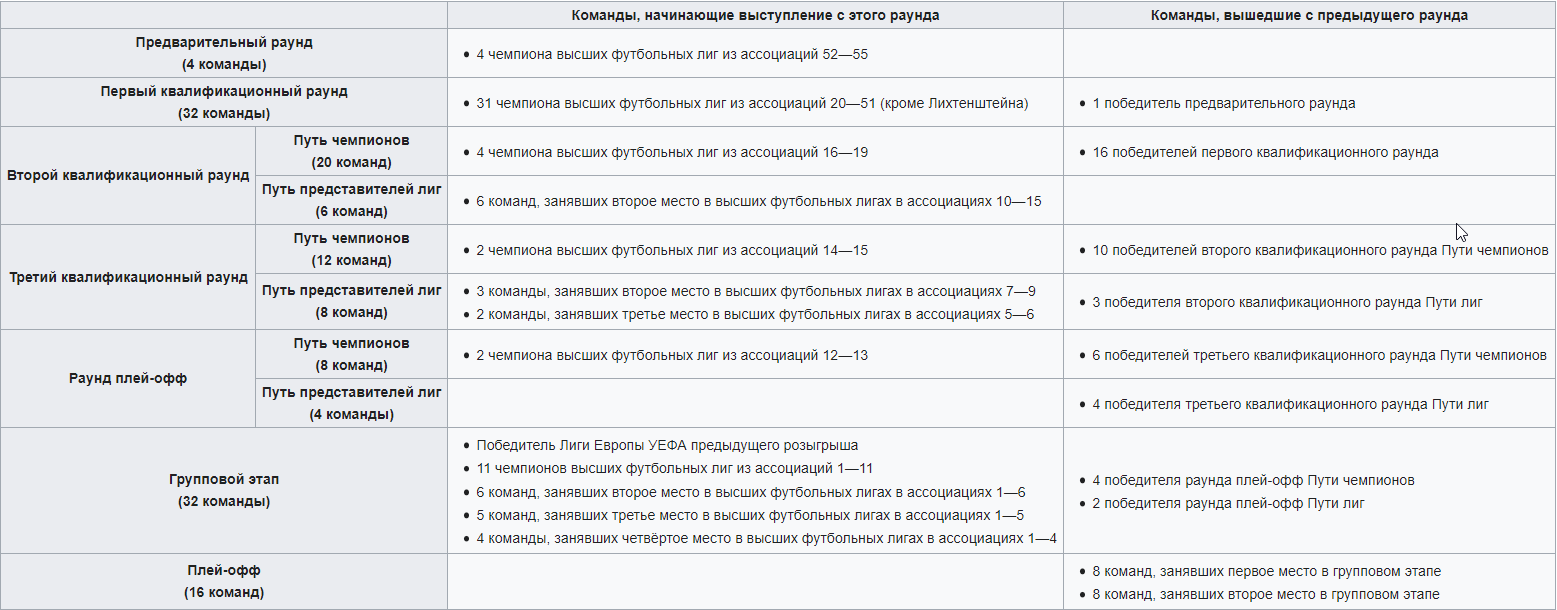 Команды, начинающие выступление с этого раунда
Команды, вышедшие с предыдущего раунда
Предварительный раунд
(4 команды)
• 4 чемпиона высших футбольных лиг из ассоциаций 52—55
Первый квалификационный раунд
(32 команды)
• 31 чемпиона высших футбольных лиг из ассоциаций 20—51 (кроме Лихтенштейна)
• 1 победитель предварительного раунда
Второй квалификационный раунд
Путь чемпионов
(20 команд)
• 4 чемпиона высших футбольных лиг из ассоциаций 16—19
• 16 победителей первого квалификационного раунда
Путь представителей лиг
(6 команд)
• 6 команд, занявших второе место в высших футбольных лигах в ассоциациях 10—15
Третий квалификационный раунд
Путь чемпионов
(12 команд)
• 2 чемпиона высших футбольных лиг из ассоциаций 14—15
• 10 победителей второго квалификационного раунда Пути чемпионов
Путь представителей лиг
(8 команд)
• 3 команды, занявших второе место в высших футбольных лигах в ассоциациях 7—9
• 2 команды, занявших третье место в высших футбольных лигах в ассоциациях 5—6
• 3 победителя второго квалификационного раунда Пути лиг
Раунд плей-офф
Путь чемпионов
(8 команд)
• 2 чемпиона высших футбольных лиг из ассоциаций 12—13
• 6 победителей третьего квалификационного раунда Пути чемпионов
Путь представителей лиг
(4 команды)
• 4 победителя третьего квалификационного раунда Пути лиг
Групповой этап
(32 команды)
• Победитель Лиги Европы УЕФА предыдущего розыгрыша
• 11 чемпионов высших футбольных лиг из ассоциаций 1—11
• 6 команд, занявших второе место в высших футбольных лигах в ассоциациях 1—6
• 5 команд, занявших третье место в высших футбольных лигах в ассоциациях 1—5
• 4 команды, занявших четвёртое место в высших футбольных лигах в ассоциациях 1—4
• 4 победителя раунда плей-офф Пути чемпионов
• 2 победителя раунда плей-офф Пути лиг
Плей-офф
(16 команд)
• 8 команд, занявших первое место в групповом этапе
• 8 команд, занявших второе место в групповом этапе